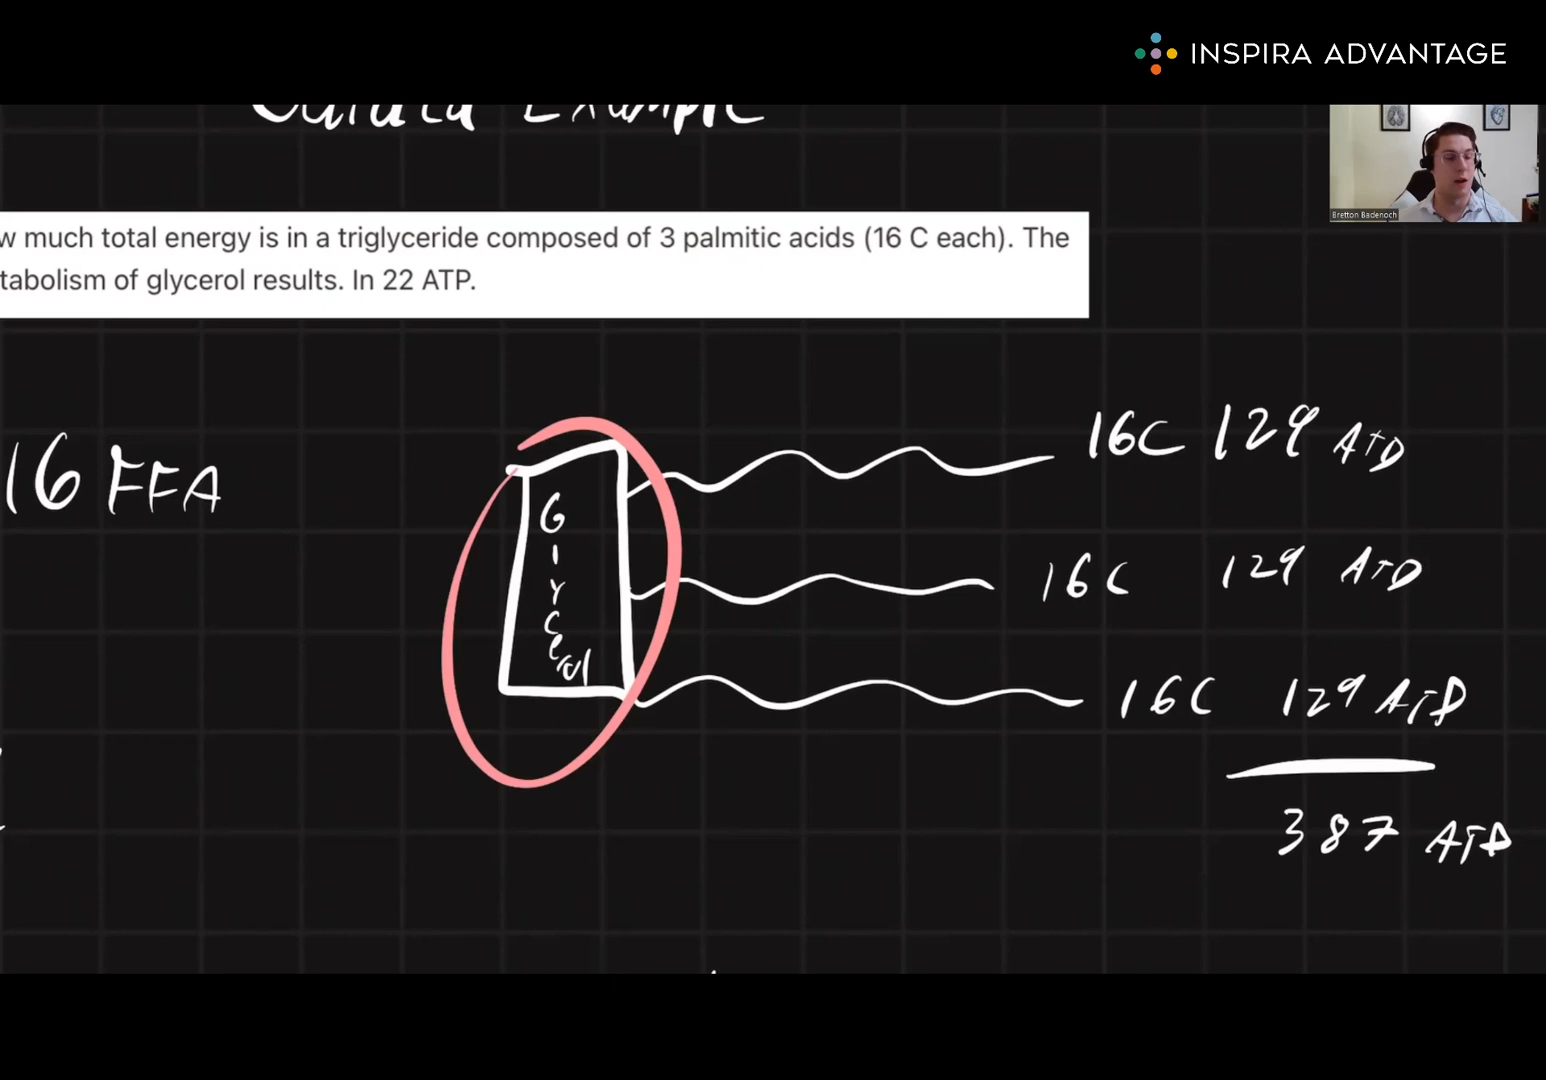 INSPIRA ADVANTAGE
Example
Bretton Badenoch
w much total energy is in a triglyceride composed of 3 palmitic acids (16 C each). The
tabolism of glycerol results. In 22 ATP.
16 FFA
Glycerol
16C 129 ATP
16C 129 ATP
16C 129 ATP
387 ATP